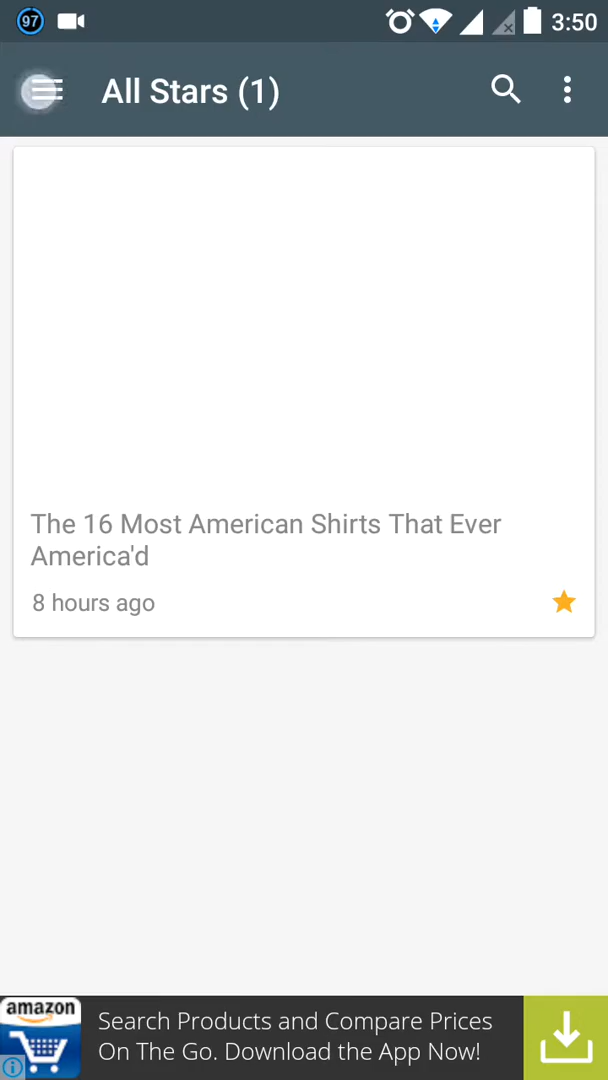 97
3:50
All Stars (1)
The 16 Most American Shirts That Ever
America'd
8 hours ago
amazon
Search Products and Compare Prices
On The Go. Download the App Now!